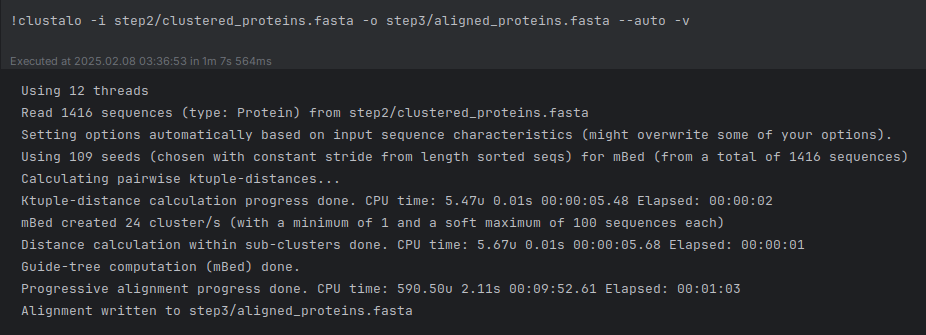 !clustalo -i step2/clustered_proteins.fasta -o step3/aligned_proteins.fasta --auto -v
Executed at 2025.02.08 03:36:53 in 1m 7s 564ms
Using 12 threads
Read 1416 sequences (type: Protein) from step2/clustered_proteins.fasta
Setting options automatically based on input sequence characteristics (might overwrite some of your options).
Using 109 seeds (chosen with constant stride from length sorted seqs) for mBed (from a total of 1416 sequences)
Calculating pairwise ktuple-distances...
Ktuple-distance calculation progress done. CPU time: 5.47u 0.01s 00:00:05.48 Elapsed: 00:00:02
mBed created 24 cluster/s (with a minimum of 1 and a soft maximum of 100 sequences each)
Distance calculation within sub-clusters done. CPU time: 5.67u 0.01s 00:00:05.68 Elapsed: 00:00:01
Guide-tree computation (mBed) done.
Progressive alignment progress done. CPU time: 590.50u 2.11s 00:09:52.61 Elapsed: 00:01:03
Alignment written to step3/aligned_proteins.fasta